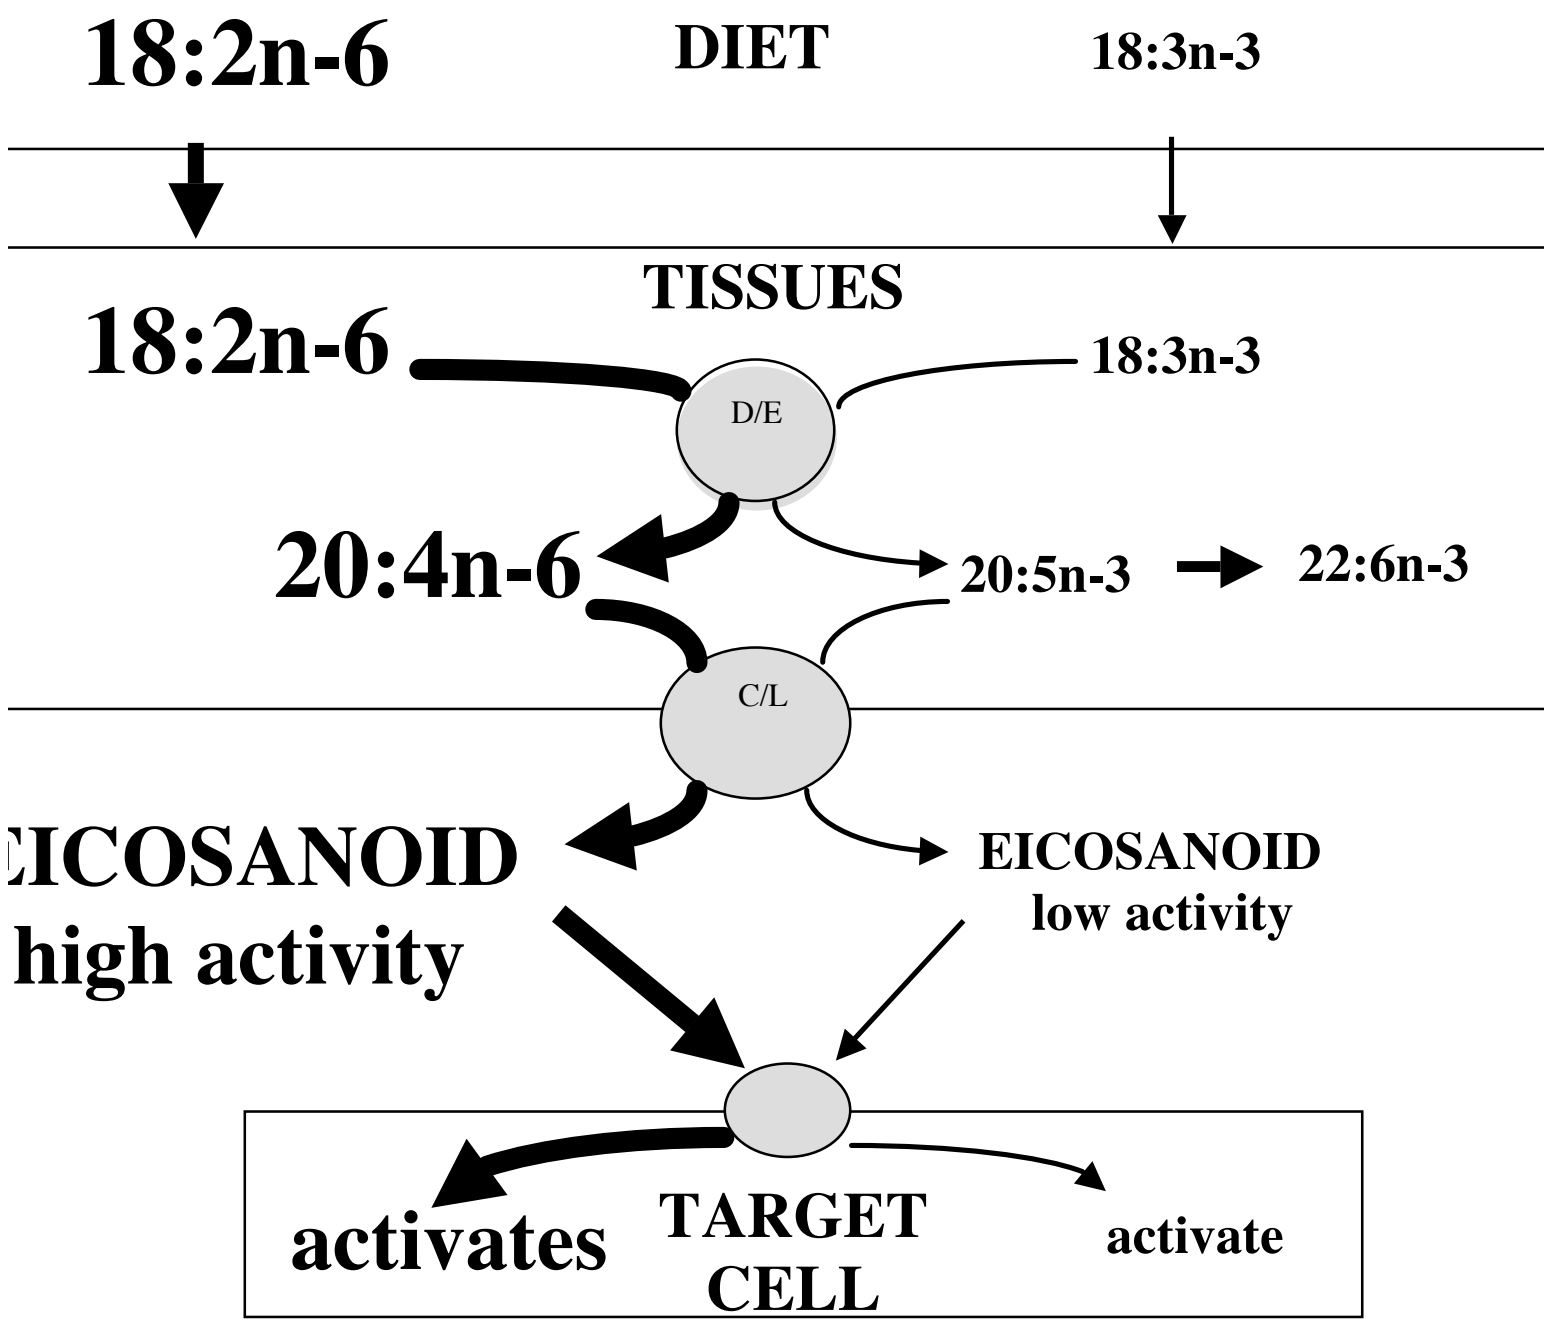 18:2n-6 DIET 18:3n-3
TISSUES
18:2n-6 18:3n-3
D/E
20:4n-6 20:5n-3 22:6n-3
C/L
EICOSANOID
high activity
EICOSANOID
low activity
activates
TARGET
CELL
activate